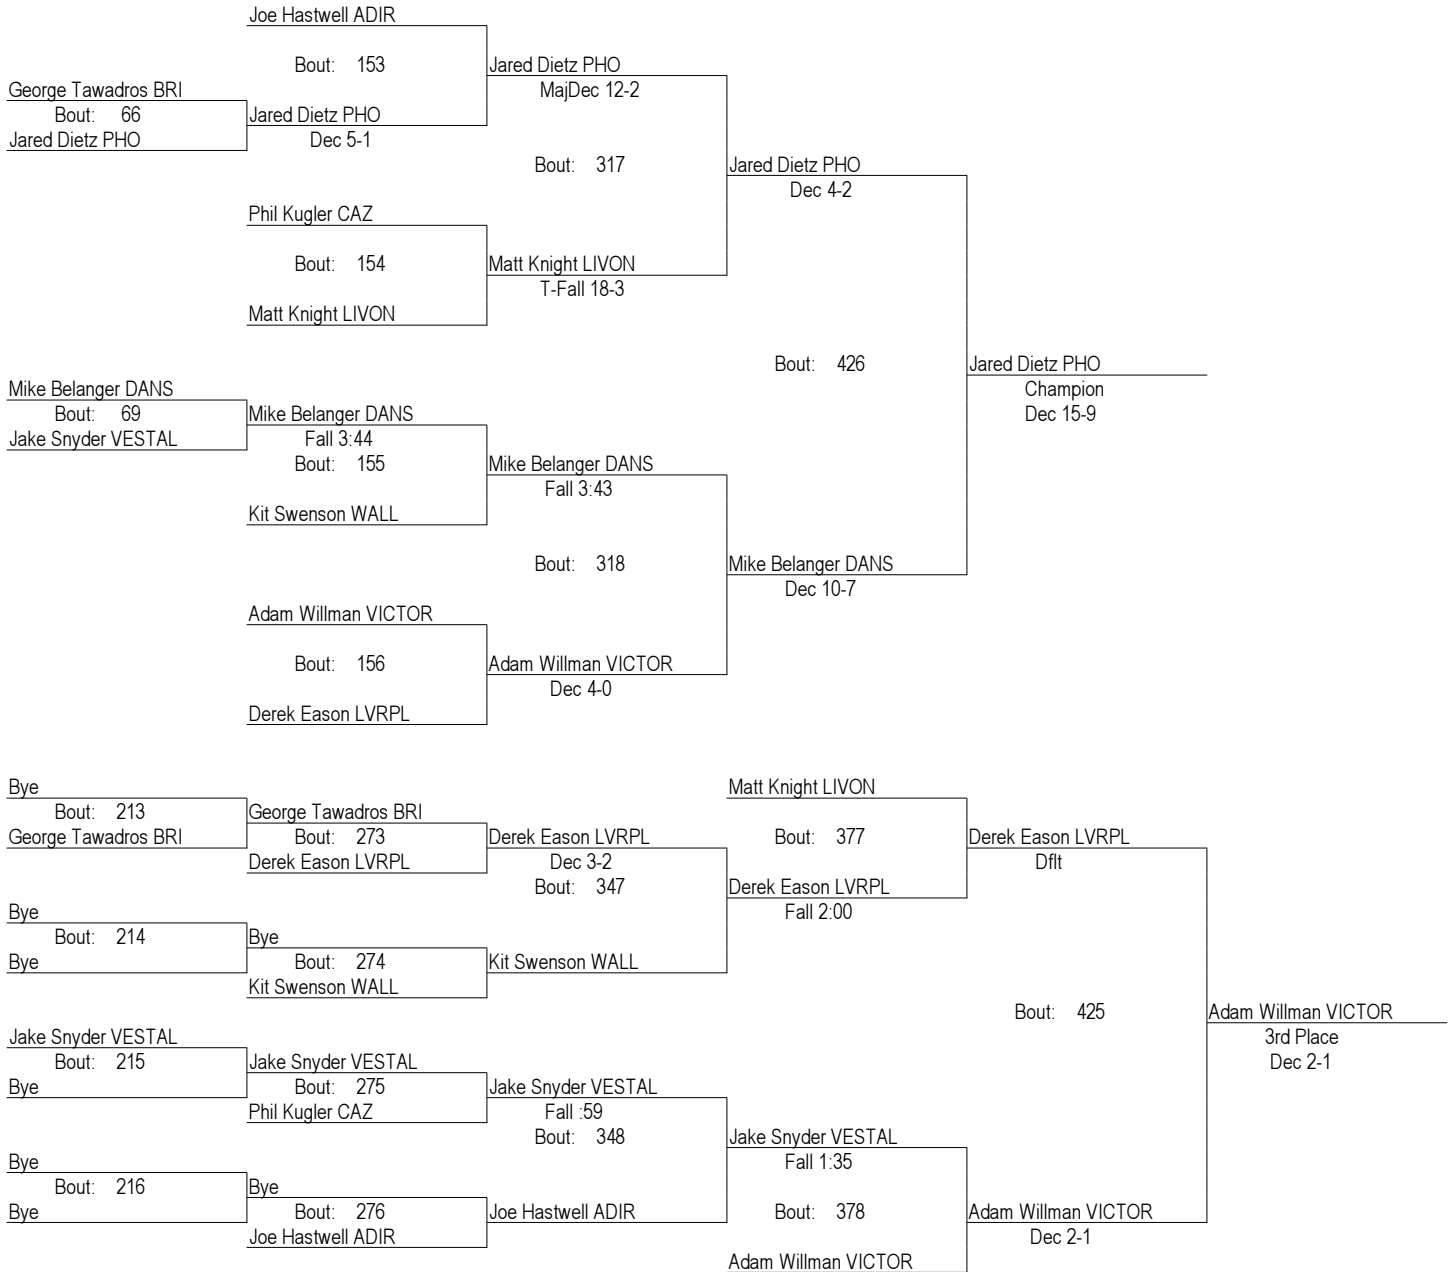 Joe Hastwell ADIR
Bout: 153
Jared Dietz PHO
George Tawadros BRI
MajDec 12-2
Bout: 66
Jared Dietz PHO
Jared Dietz PHO
Dec 5-1
Bout: 317
Jared Dietz PHO
Dec 4-2
Phil Kugler CAZ
Bout: 154
Matt Knight LIVON
T-Fall 18-3
Matt Knight LIVON
Bout: 426
Jared Dietz PHO
Mike Belanger DANS
Champion
Bout: 69
Mike Belanger DANS
Dec 15-9
Jake Snyder VESTAL
Fall 3:44
Bout: 155
Mike Belanger DANS
Fall 3:43
Kit Swenson WALL
Bout: 318
Mike Belanger DANS
Dec 10-7
Adam Willman VICTOR
Bout: 156
Adam Willman VICTOR
Dec 4-0
Derek Eason LVRPL
Bye
Matt Knight LIVON
Bout: 213
George Tawadros BRI
George Tawadros BRI
Bout: 273
Derek Eason LVRPL
Bout: 377
Derek Eason LVRPL
Derek Eason LVRPL
Dec 3-2
Dflt
Bout: 347
Derek Eason LVRPL
Bye
Fall 2:00
Bout: 214
Bye
Bye
Bout: 274
Kit Swenson WALL
Kit Swenson WALL
Bout: 425
Adam Willman VICTOR
Jake Snyder VESTAL
3rd Place
Bout: 215
Jake Snyder VESTAL
Dec 2-1
Bye
Bout: 275
Jake Snyder VESTAL
Phil Kugler CAZ
Fall :59
Bout: 348
Jake Snyder VESTAL
Bye
Fall 1:35
Bout: 216
Bye
Bye
Bout: 276
Joe Hastwell ADIR
Bout: 378
Adam Willman VICTOR
Joe Hastwell ADIR
Dec 2-1
Adam Willman VICTOR